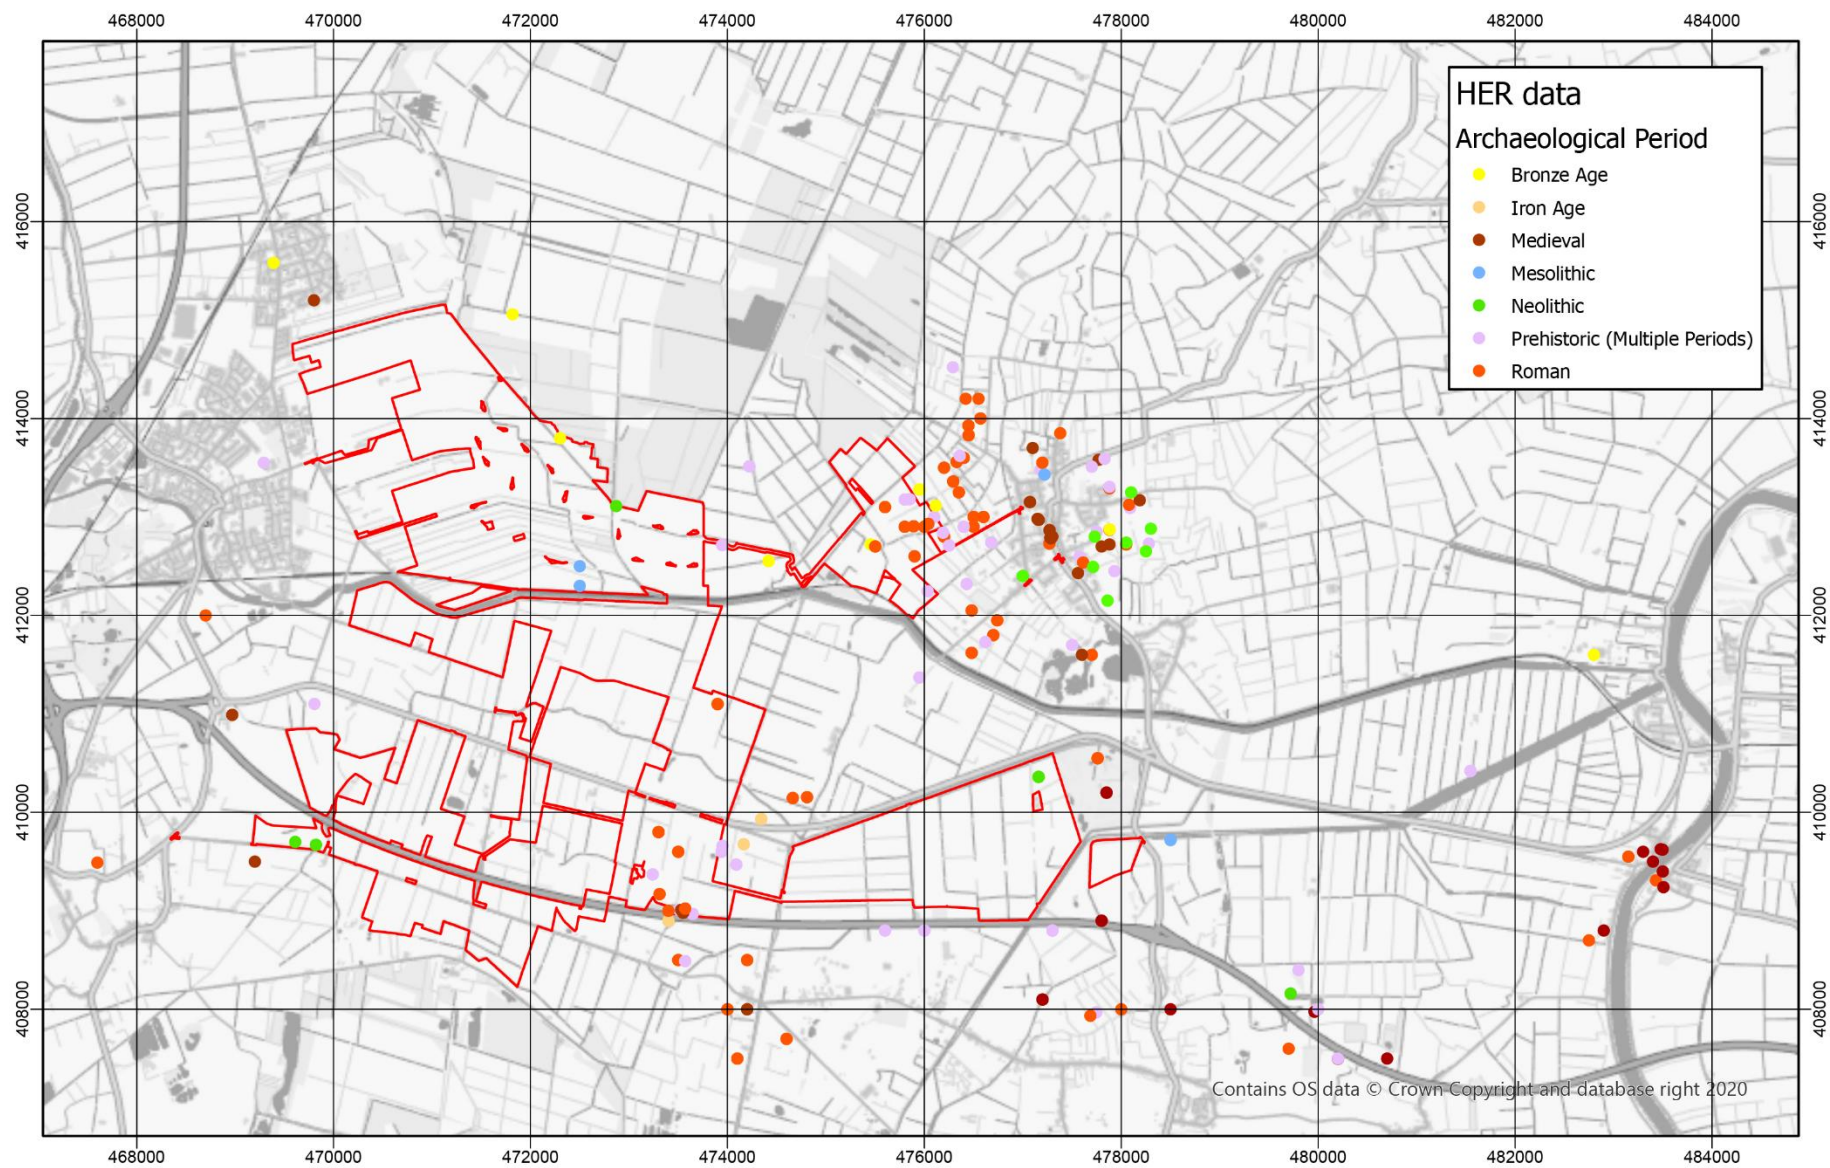 468000 470000 472000 474000 476000 478000 480000 482000 484000
HER data
Archaeological Period
Bronze Age
Iron Age
Medieval
Mesolithic
Neolithic
Prehistoric (Multiple Periods)
Roman
416000 416000
414000 414000
412000 412000
410000 410000
408000 408000
Contains OS data © Crown Copyright and database right 2020
468000 470000 472000 474000 476000 478000 480000 482000 484000